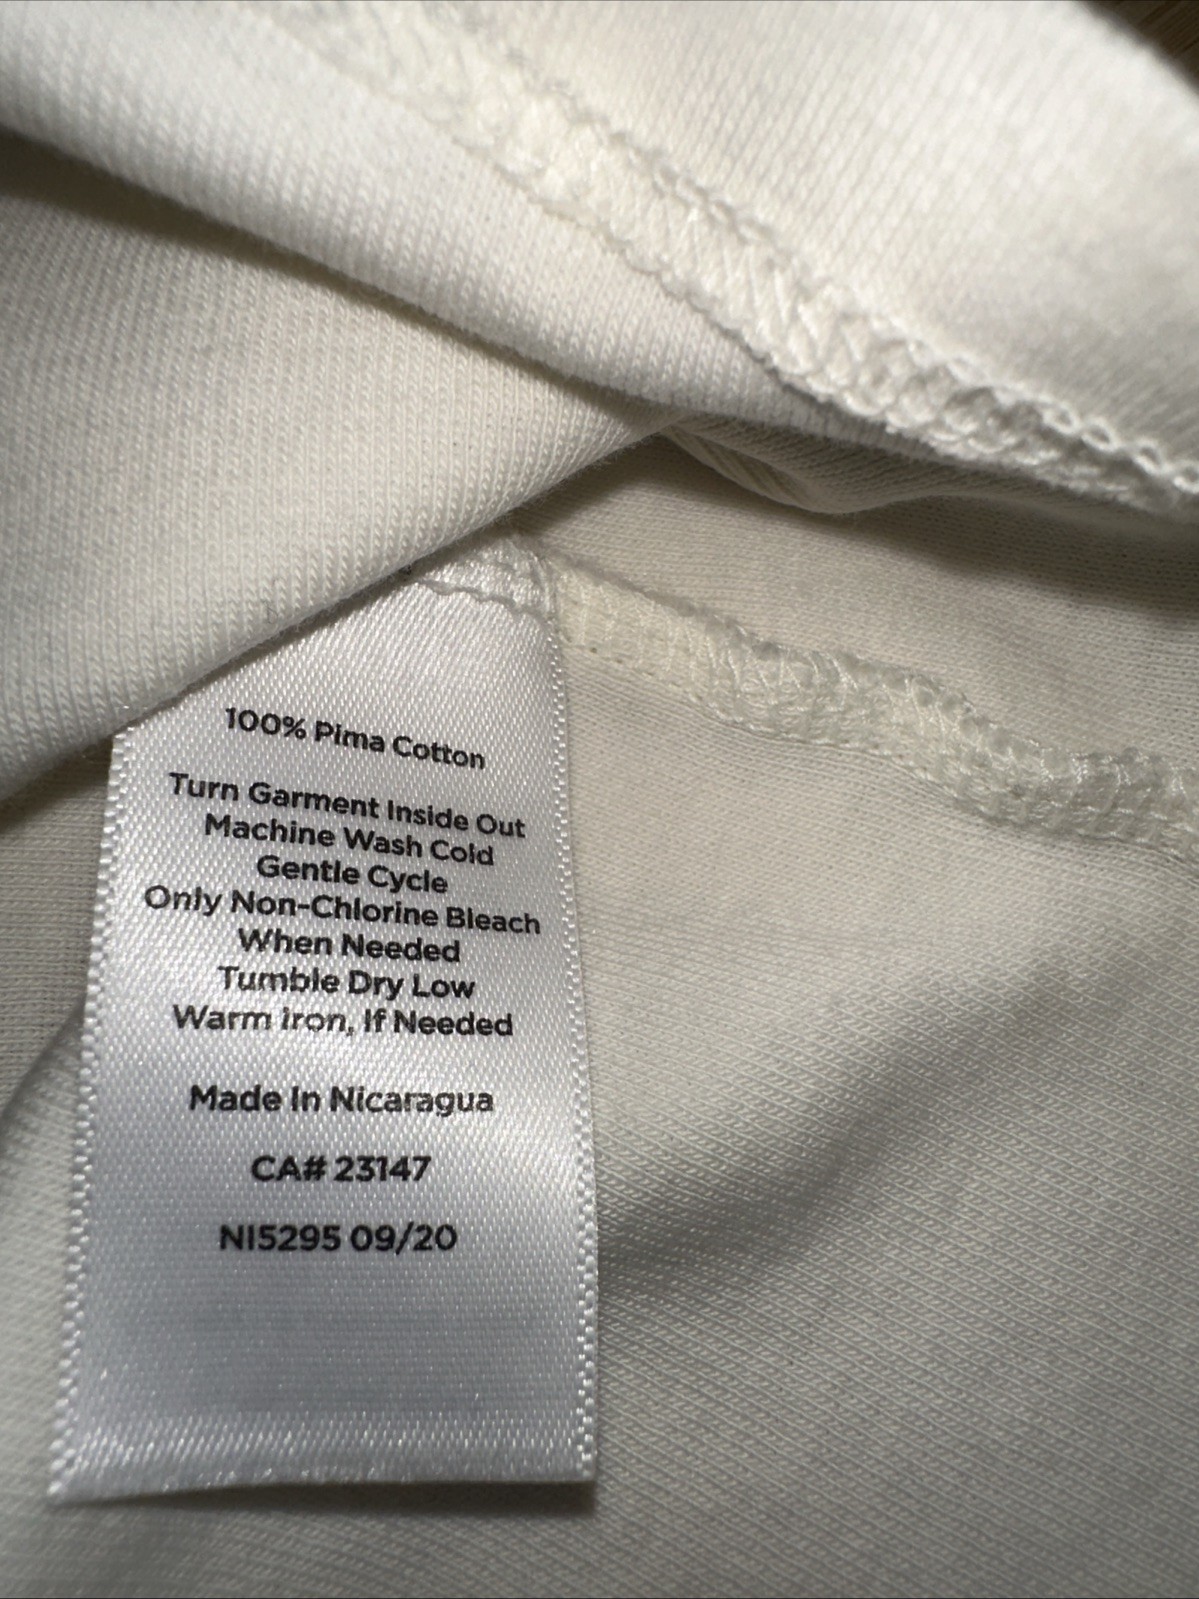 100% Pima Cotton
Turn Garment Inside Out
Machine Wash Cold
Gentle Cycle
Only Non-Chlorine Bleach
When Needed
Tumble Dry Low
Warm Iron, If Needed
Made In Nicaragua
CA# 23147
NI5295 09/20